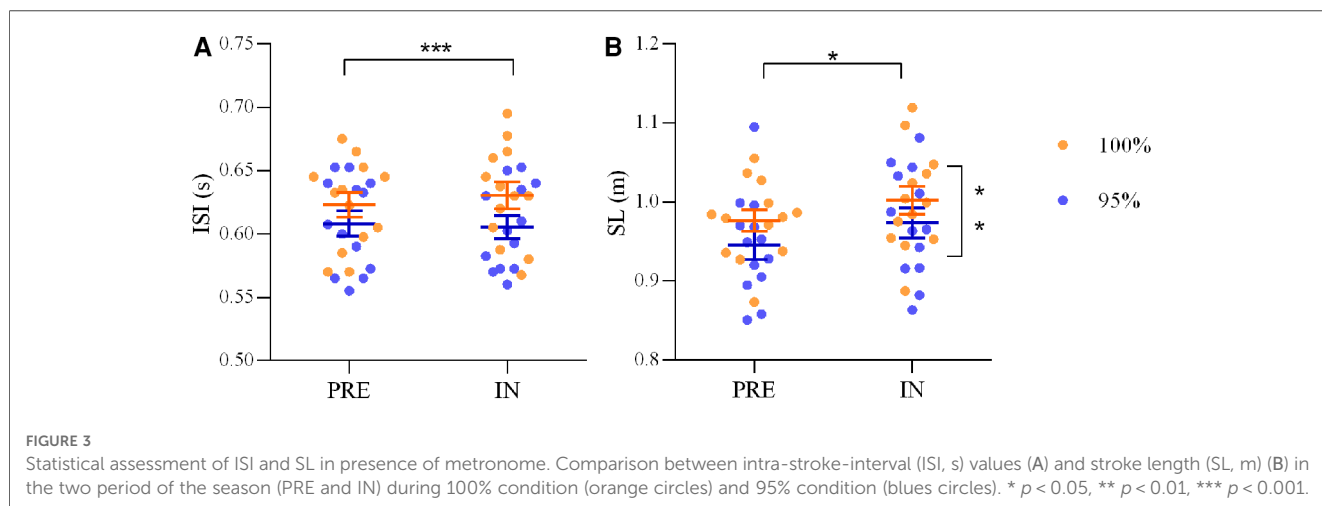 A
0.75
0.70
0.65
0.60
0.55
0.50
ISI (s)
***
PRE
IN
B
1.2
1.1
1.0
0.9
0.8
SL (m)
*
*
*
PRE
IN
100%
95%
FIGURE 3
Statistical assessment of ISI and SL in presence of metronome. Comparison between intra-stroke-interval (ISI, s) values (A) and stroke length (SL, m) (B) in
the two period of the season (PRE and IN) during 100% condition (orange circles) and 95% condition (blues circles). * p < 0.05, ** p < 0.01, *** p < 0.001.